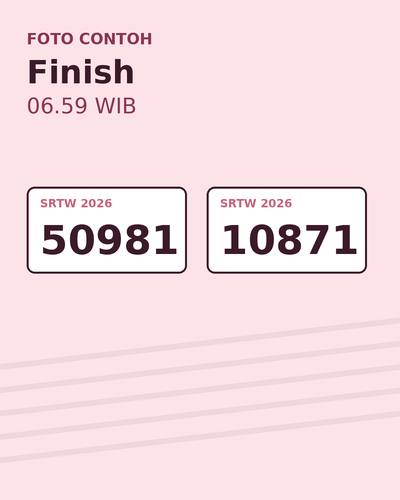 FOTO CONTOH
Finish
06.59 WIB
SRTW 2026
50981
SRTW 2026
10871